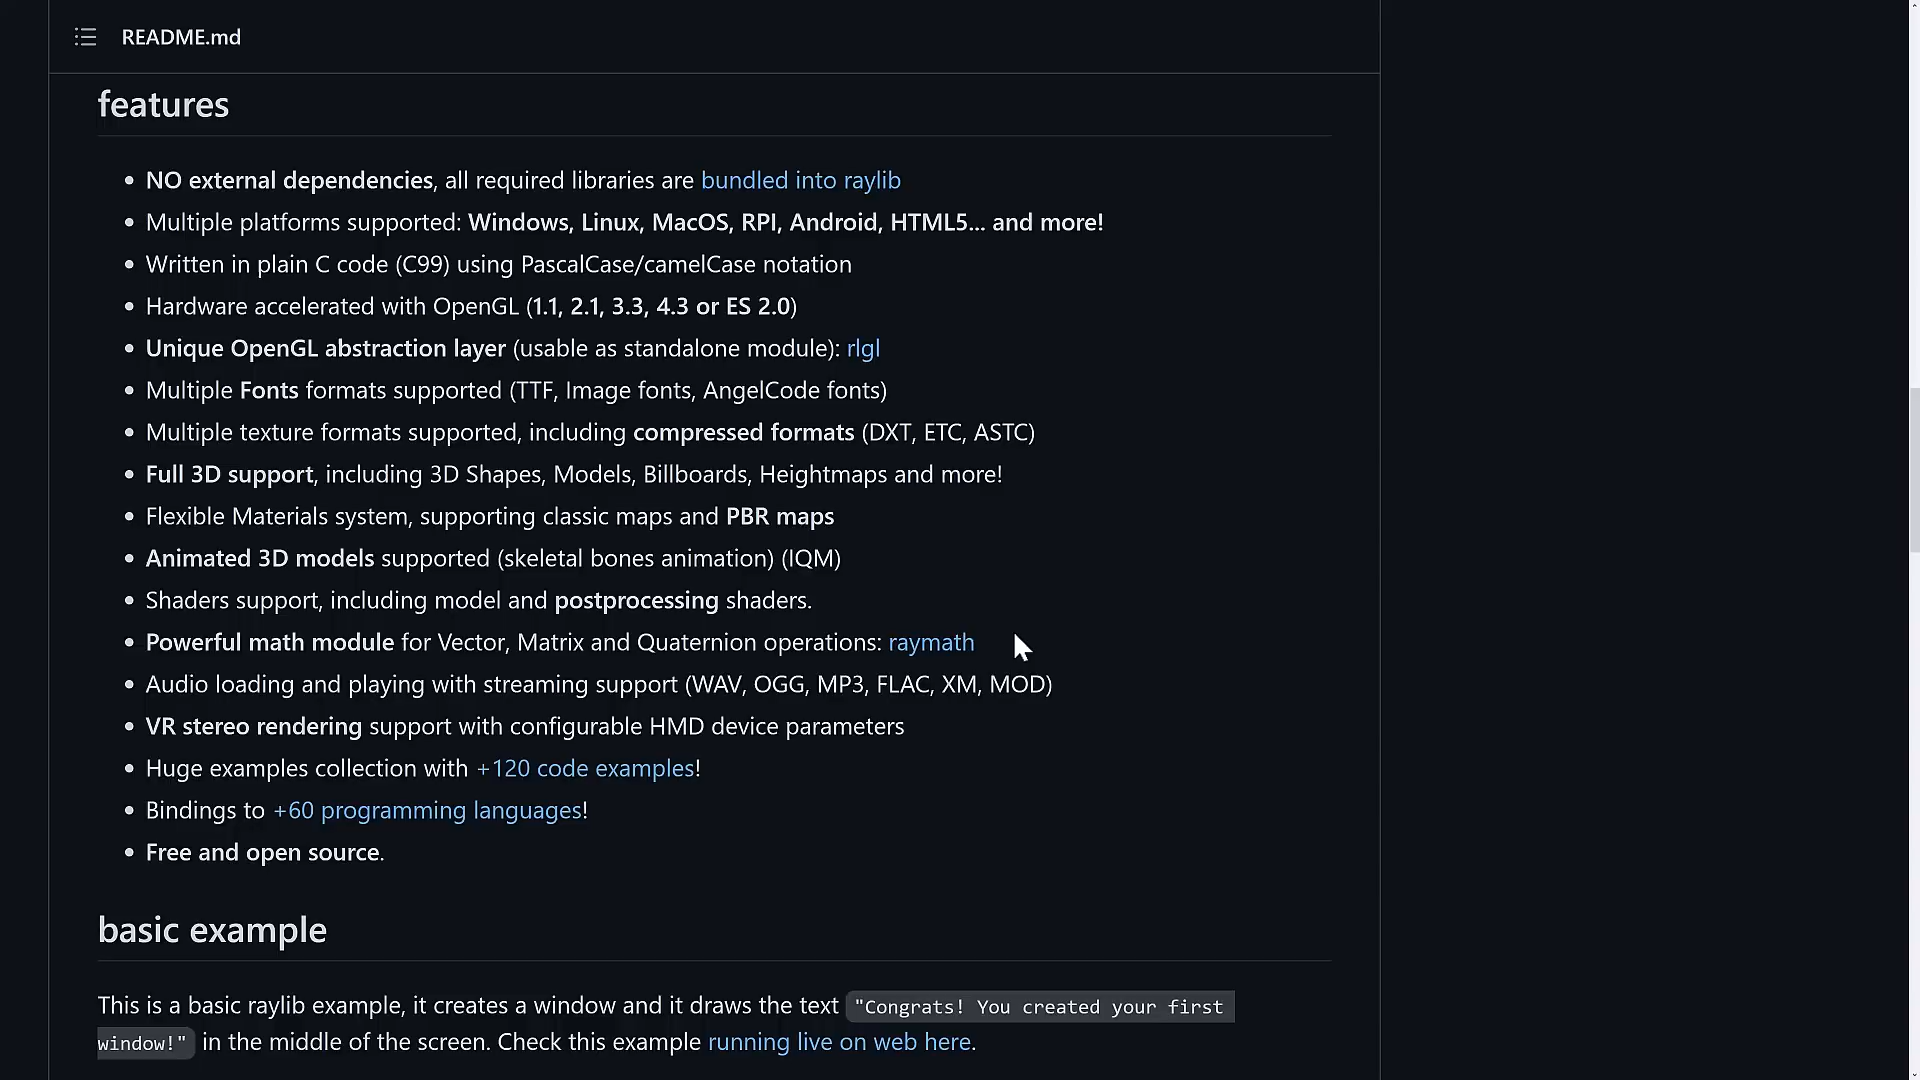 README.md
features
NO external dependencies, all required libraries are bundled into raylib
Multiple platforms supported: Windows, Linux, MacOS, RPI, Android, HTML5... and more!
Written in plain C code (C99) using PascalCase/camelCase notation
Hardware accelerated with OpenGL (1.1, 2.1, 3.3, 4.3 or ES 2.0)
Unique OpenGL abstraction layer (usable as standalone module): rlgl
Multiple Fonts formats supported (TTF, Image fonts, AngelCode fonts)
Multiple texture formats supported, including compressed formats (DXT, ETC, ASTC)
Full 3D support, including 3D Shapes, Models, Billboards, Heightmaps and more!
Flexible Materials system, supporting classic maps and PBR maps
Animated 3D models supported (skeletal bones animation) (IQM)
Shaders support, including model and postprocessing shaders.
Powerful math module for Vector, Matrix and Quaternion operations: raymath
Audio loading and playing with streaming support (WAV, OGG, MP3, FLAC, XM, MOD)
VR stereo rendering support with configurable HMD device parameters
Huge examples collection with +120 code examples!
Bindings to +60 programming languages!
Free and open source.
basic example
This is a basic raylib example, it creates a window and it draws the text "Congrats! You created your first
window!" in the middle of the screen. Check this example running live on web here.